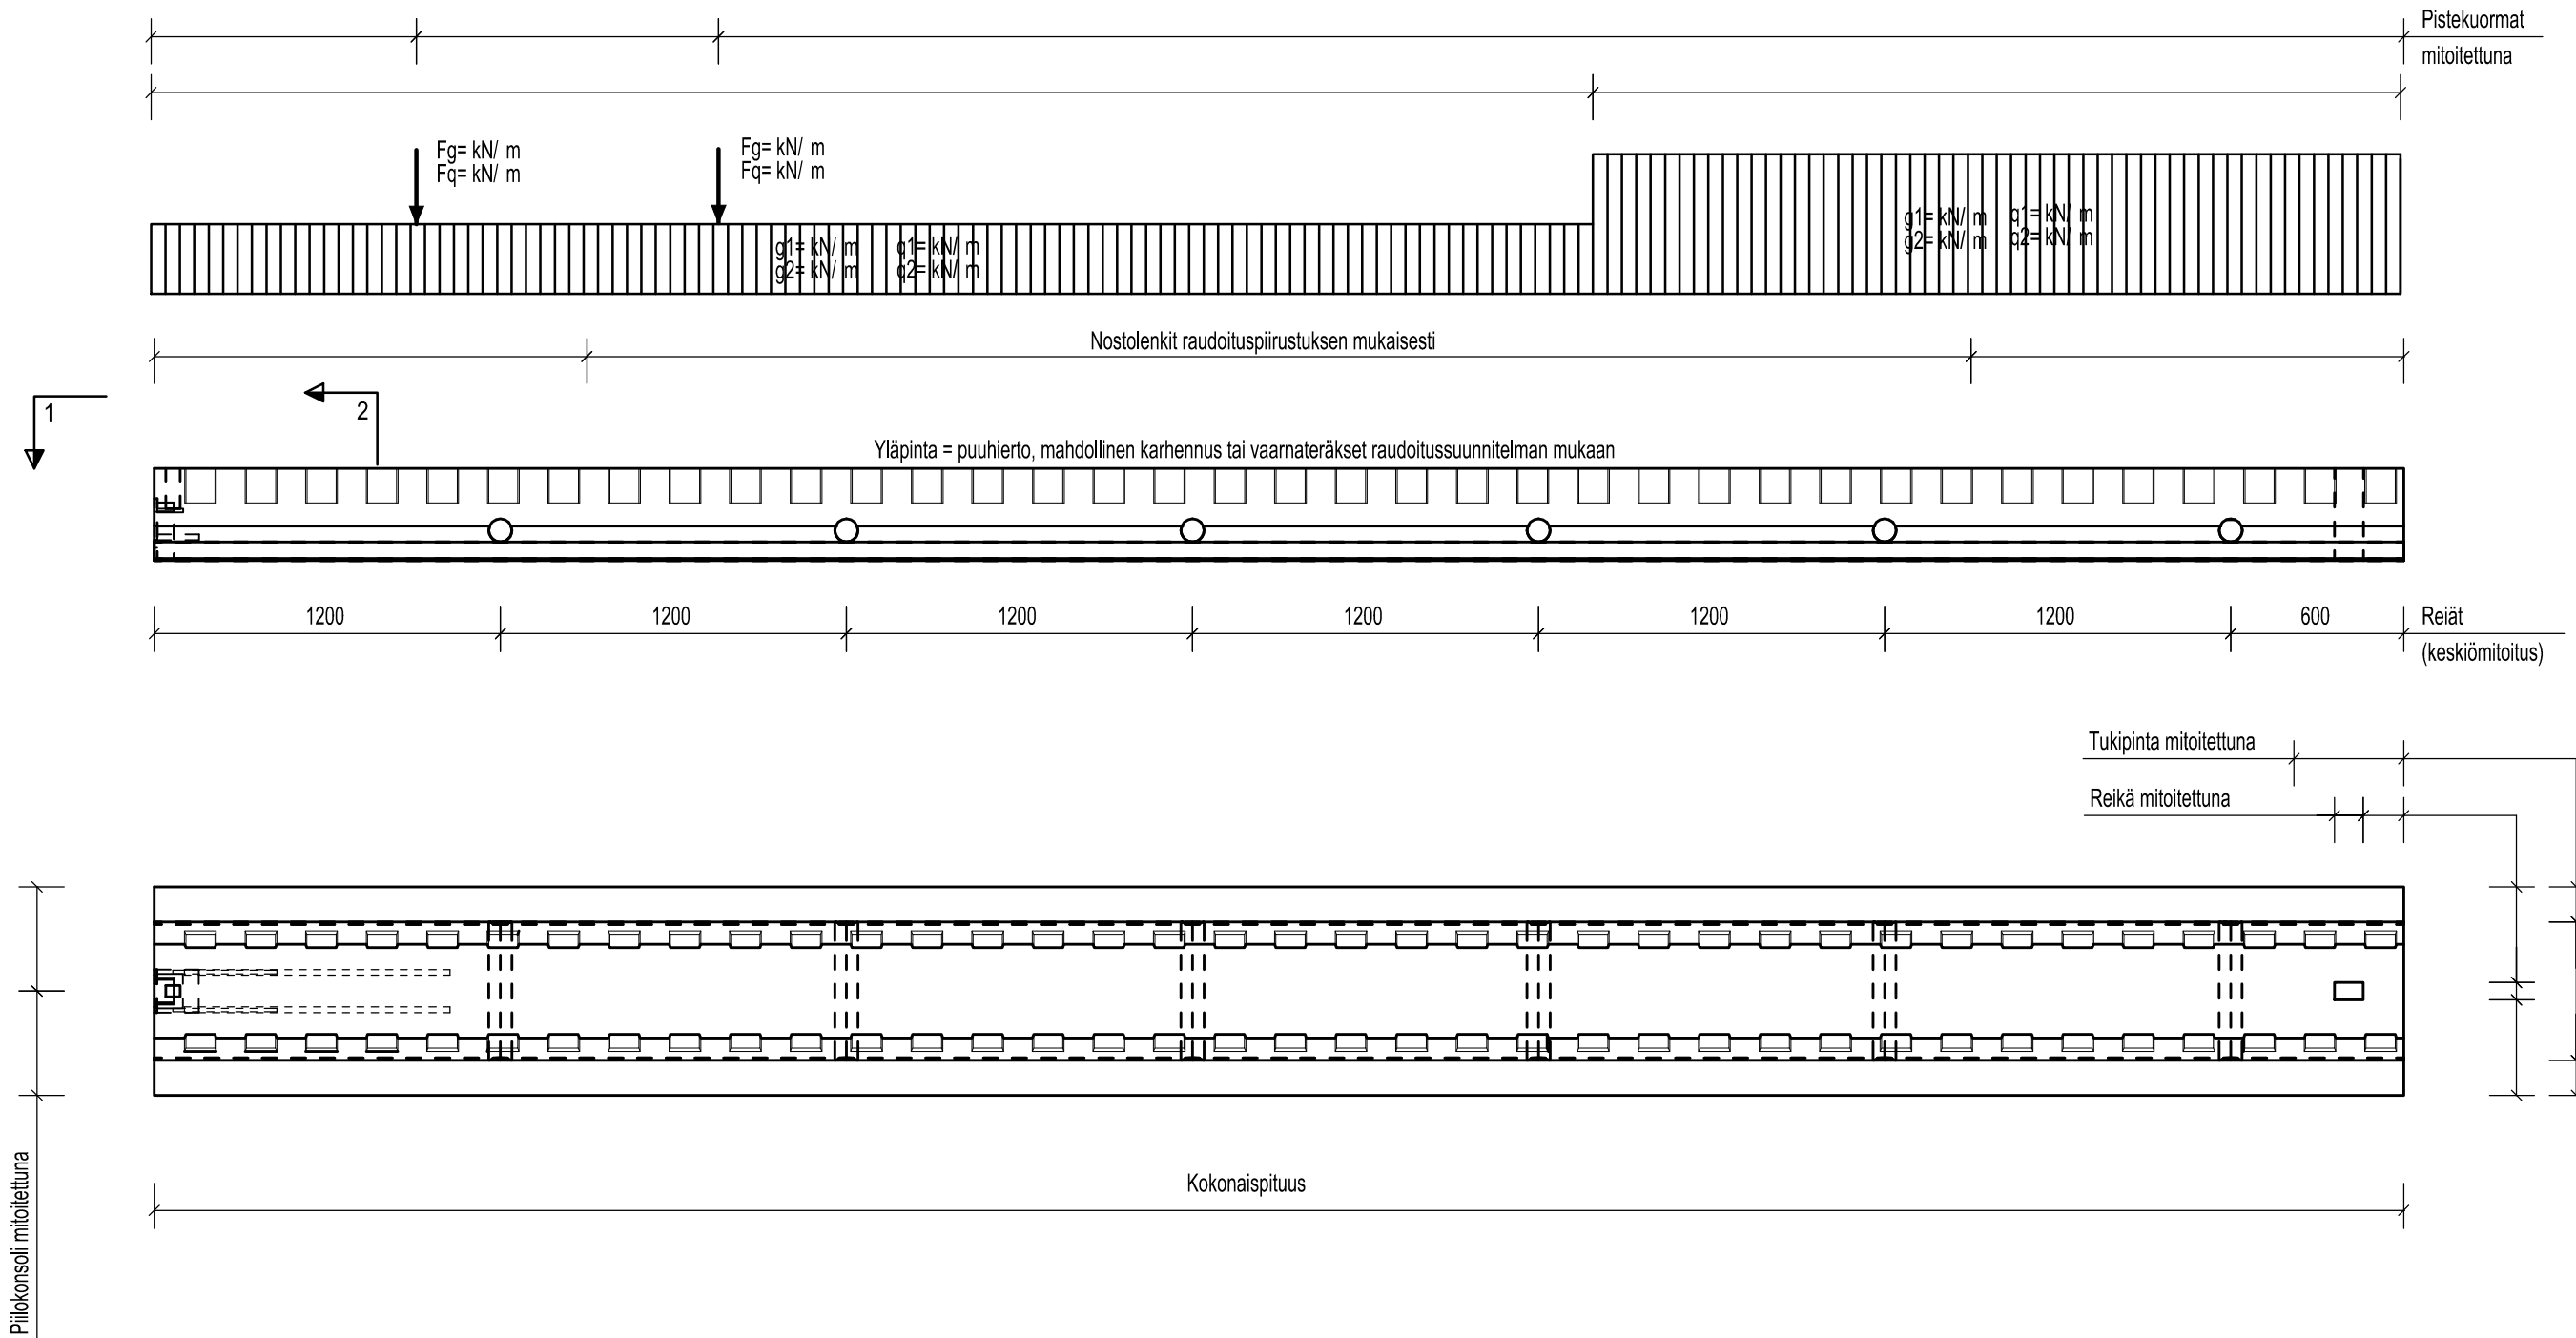 Pistekuormat
mitoitettuna
Fg= kN/ m
Fq= kN/ m
Fg= kN/ m
Fq= kN/ m
g1= kN/ m
g2= kN/ m
q1= kN/ m
q2= kN/ m
g1= kN/ m
g2= kN/ m
q1= kN/ m
q2= kN/ m
Nostolenkit raudoituspiirustuksen mukaisesti
1
2
Yläpinta = puuhierto, mahdollinen karhennus tai vaarnateräkset raudoitussuunnitelman mukaan
1200 1200 1200 1200 1200 1200 600
Reiät
(keskiömitoitus)
Tukipinta mitoitettuna
Reikä mitoitettuna
Piilokonsoli mitoitettuna
Kokonaispituus